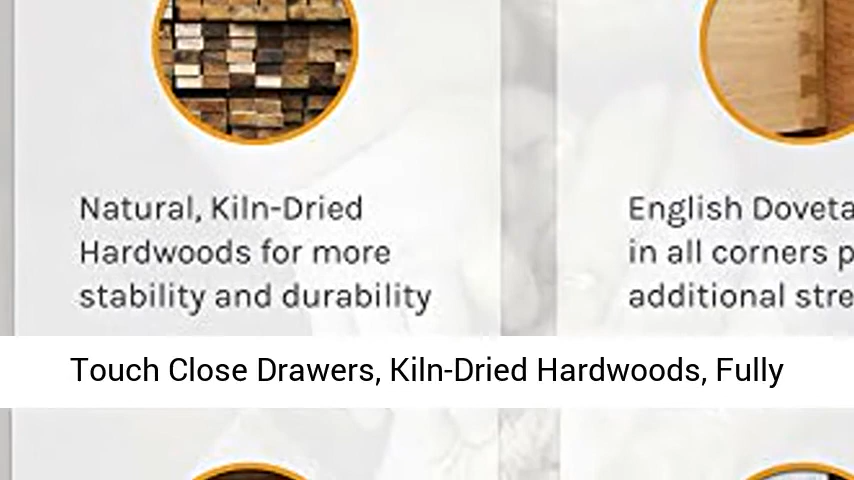 Natural, Kiln-Dried
Hardwoods for more
stability and durability
English Doveta
in all corners p
additional stre
Touch Close Drawers, Kiln-Dried Hardwoods, Fully